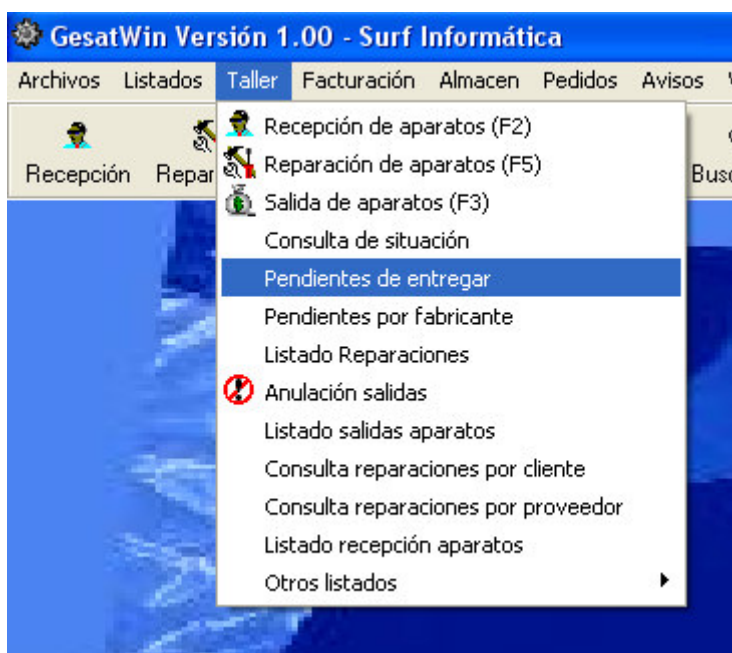 GesatWin Versión 1.00 - Surf Informática
Archivos Listados Taller Facturación Almacen Pedidos Avisos
Recepción Repar Bus
Recepción de aparatos (F2)
Reparación de aparatos (F5)
Salida de aparatos (F3)
Consulta de situación
Pendientes de entregar
Pendientes por fabricante
Listado Reparaciones
Anulación salidas
Listado salidas aparatos
Consulta reparaciones por cliente
Consulta reparaciones por proveedor
Listado recepción aparatos
Otros listados